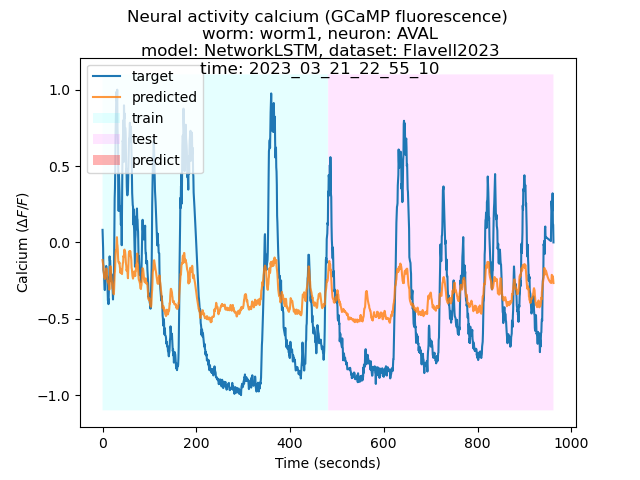 Neural activity calcium (GCaMP fluorescence)
worm: worm1, neuron: AVAL
model: NetworkLSTM, dataset: Flavell2023
time: 2023_03_21_22_55_10
target
predicted
train
test
predict
Calcium (ΔF/F)
1.0
0.5
0.0
−0.5
−1.0
0
200
400
600
800
1000
Time (seconds)